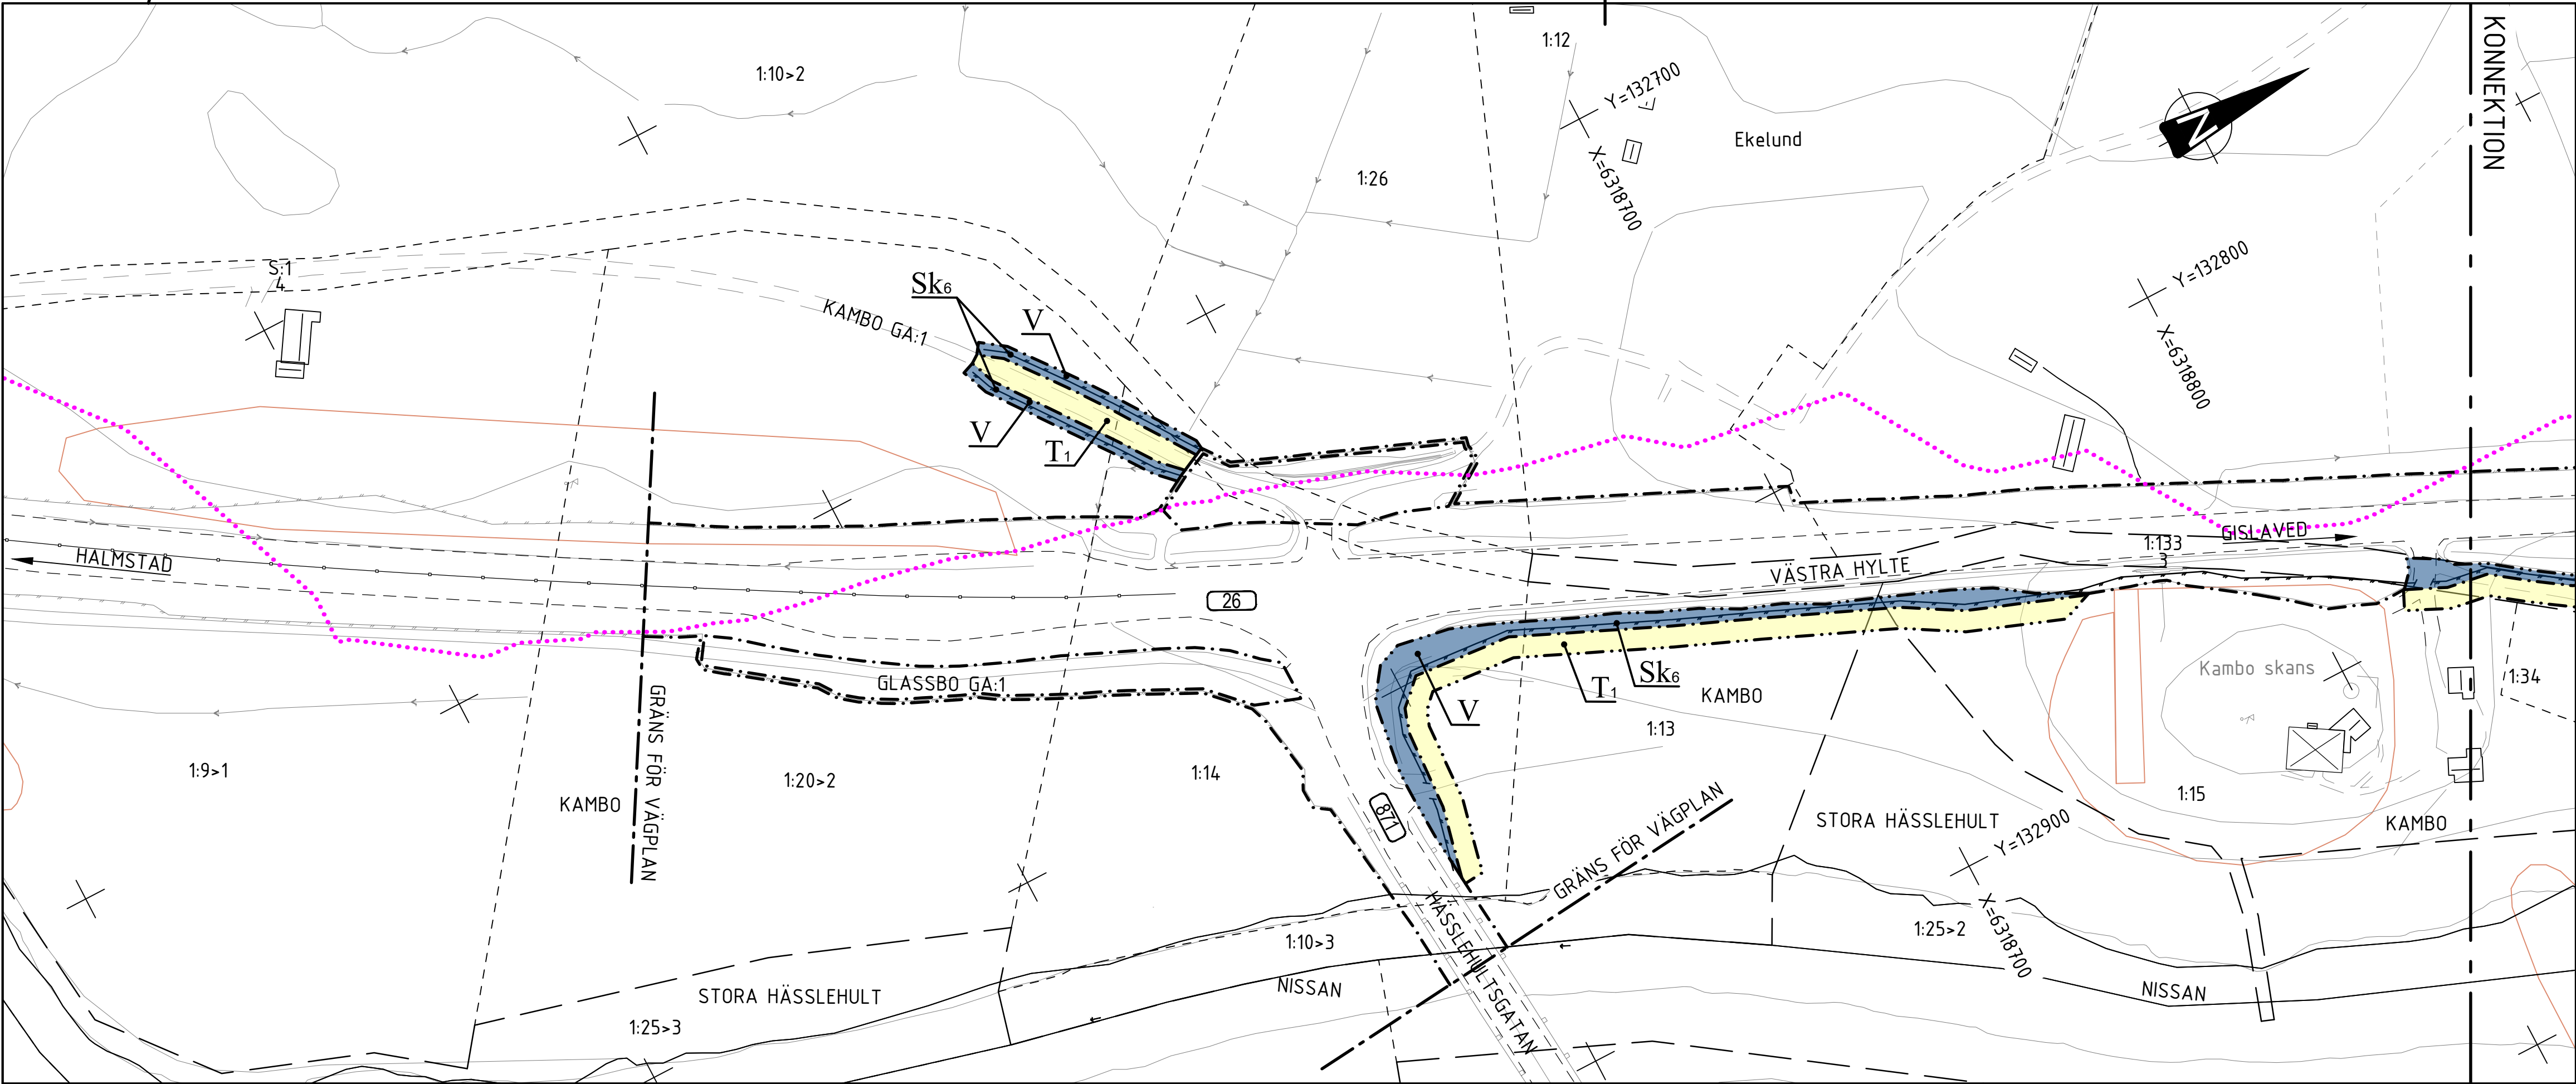 1:12
KONNEKTION
1:10>2
Y=132700
X=6318700
Ekelund
N
1:26
S:1
4
Y=132800
X=6318800
Sk6
V
KAMBO GA:1
V
T1
HALMSTAD
GISLAVED
1:133
3
VÄSTRA HYLTE
26
GLASSBO GA:1
GRÄNS FÖR VÄGPLAN
Sk6
T1
V
KAMBO
1:13
Kambo skans
1:34
1:9>1
1:20>2
1:14
KAMBO
871
GRÄNS FÖR VÄGPLAN
1:15
STORA HÄSSLEHULT
Y=132900
X=6318700
KAMBO
HÄSSLEHULTSGATAN
1:10>3
1:25>2
STORA HÄSSLEHULT
NISSAN
NISSAN
1:25>3